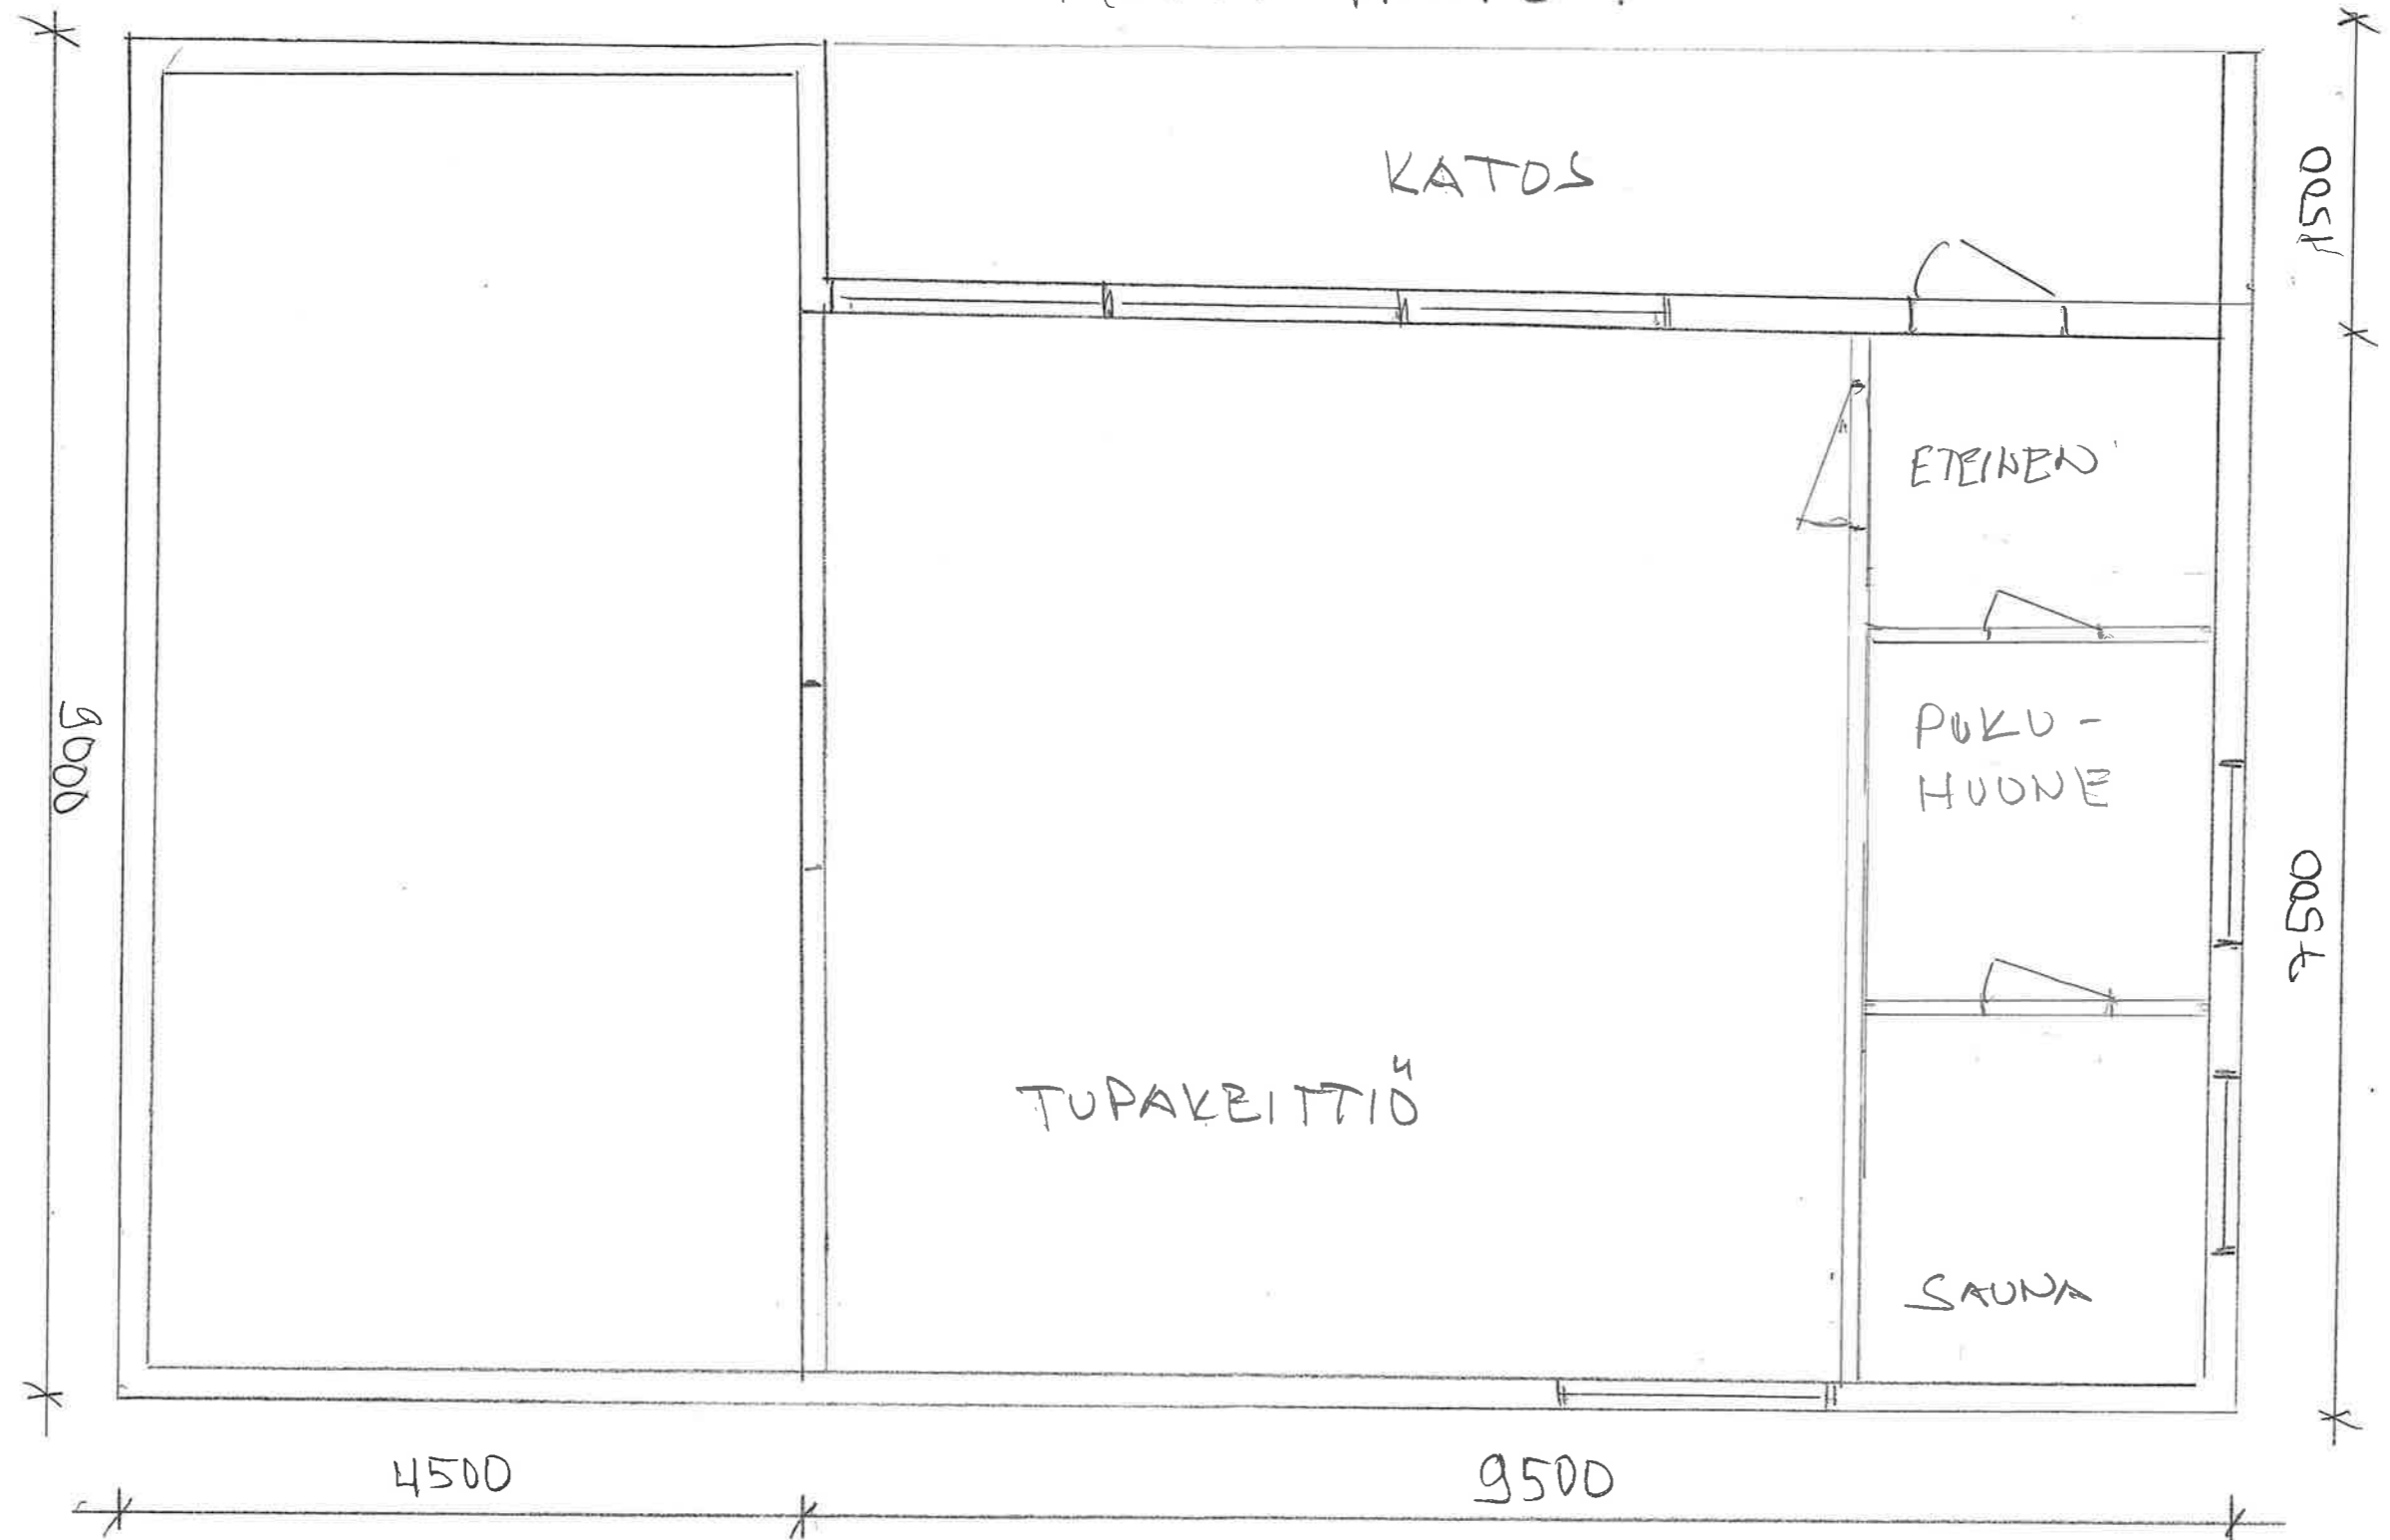 KATOS
1500
ETEINEN
PUKU-
HUONE
9000
7500
TUPAKEITTIÖ
SAUNA
4500
9500